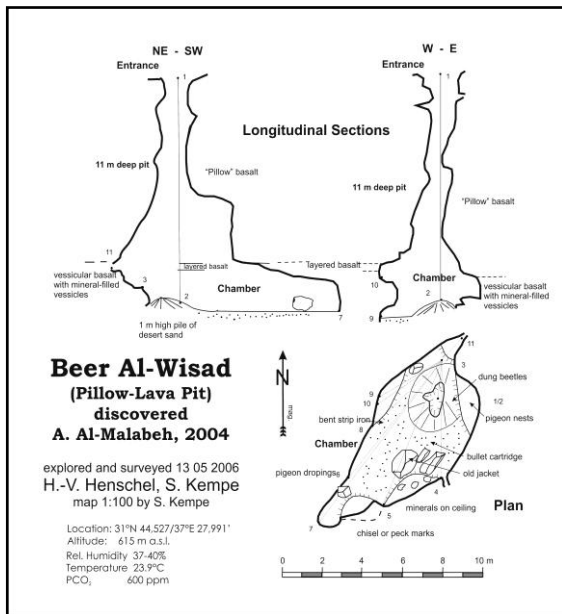 NE - SW
Entrance
1
Longitudinal Sections
11 m deep pit
"Pillow" basalt
11
layered basalt
vessicular basalt
with mineral-filled
vessicles
3
2
Chamber
7
1 m high pile of
desert sand
W - E
Entrance
1
11 m deep pit
"Pillow" basalt
layered basalt
Chamber
10
2
9
vessicular basalt
with mineral-filled
vessicles
Beer Al-Wisad
(Pillow-Lava Pit)
discovered
A. Al-Malabeh, 2004
explored and surveyed 13 05 2006
H.-V. Henschel, S. Kempe
map 1:100 by S. Kempe
Location: 31°N 44,527/37°E 27,991'
Altitude: 615 m a.s.l.
Rel. Humidity 37-40%
Temperature 23.9°C
PCO2 600 ppm
N
mag.
11
3
dung beetles
9
10
1/2
pigeon nests
bent strip iron
8
Chamber
bullet cartridge
old jacket
pigeon dropings
6
4
minerals on ceiling
Plan
5
7
chisel or peck marks
0 2 4 6 8 10 m